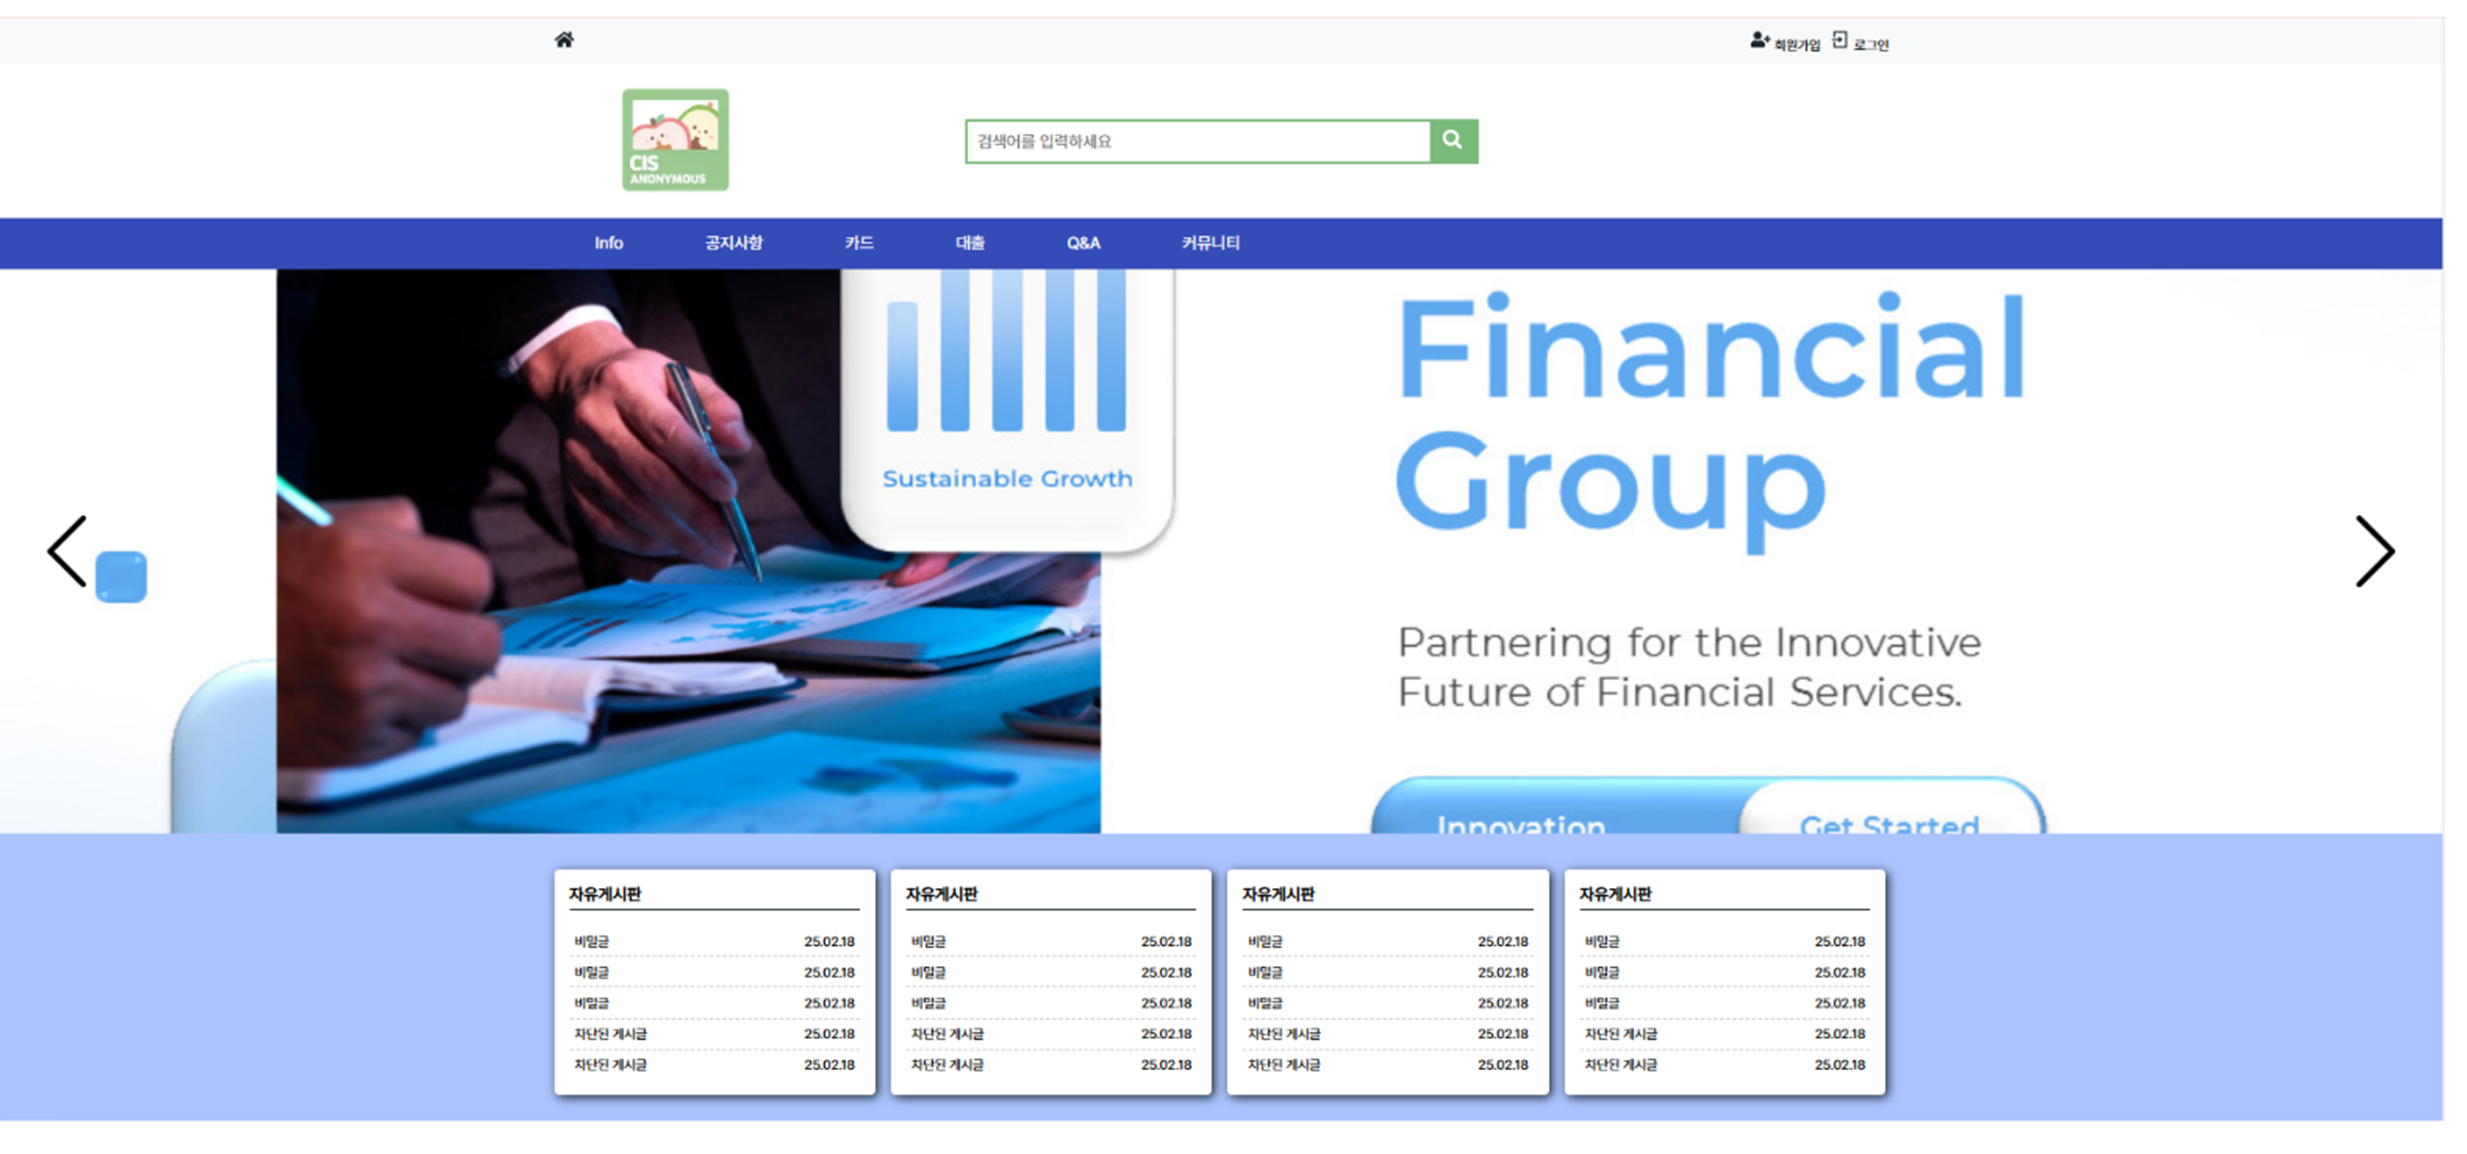 회원가입 로그인
CIS
ANONYMOUS
검색어를 입력하세요
Info 공지사항 카드 대출 Q&A 커뮤니티
Sustainable Growth
Financial
Group
Partnering for the Innovative
Future of Financial Services.
Innovation Get Started
자유게시판
비밀글 25.02.18
비밀글 25.02.18
비밀글 25.02.18
차단된 게시글 25.02.18
차단된 게시글 25.02.18
자유게시판
비밀글 25.02.18
비밀글 25.02.18
비밀글 25.02.18
차단된 게시글 25.02.18
차단된 게시글 25.02.18
자유게시판
비밀글 25.02.18
비밀글 25.02.18
비밀글 25.02.18
차단된 게시글 25.02.18
차단된 게시글 25.02.18
자유게시판
비밀글 25.02.18
비밀글 25.02.18
비밀글 25.02.18
차단된 게시글 25.02.18
차단된 게시글 25.02.18